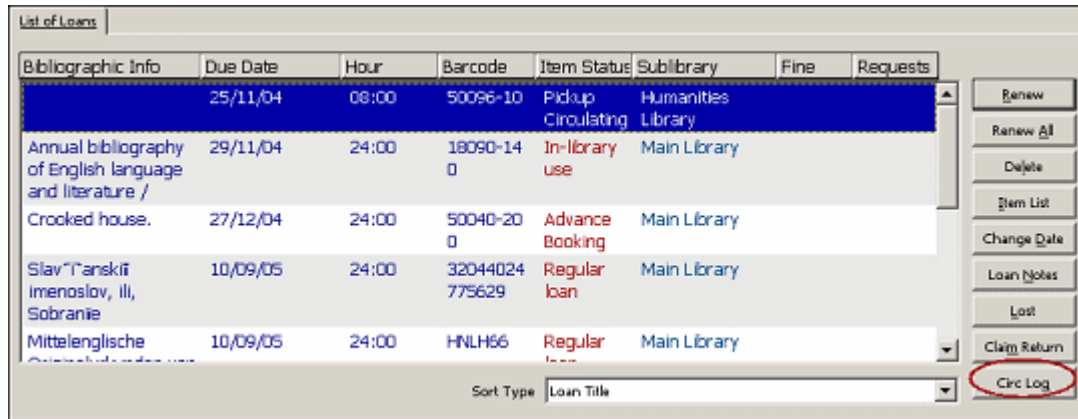 List of Loans
Bibliographic Info Due Date Hour Barcode Item Status Sublibrary Fine Requests
25/11/04 08:00 50096-10 Pickup Humanities
Circulating Library
Annual bibliography 29/11/04 24:00 18090-14 In-library Main Library
of English language 0 use
and literature /
Crooked house. 27/12/04 24:00 50040-20 Advance Main Library
0 Booking
10/09/05 24:00 32044024 Regular Main Library
imenoslov, ili, 775629 loan
Sobranīe
Mittelenglische 10/09/05 24:00 HNLH66 Regular Main Library
Renew
Renew All
Delete
Item List
Change Date
Loan Notes
Lost
Claim Return
Circ Log
Sort Type Loan Title